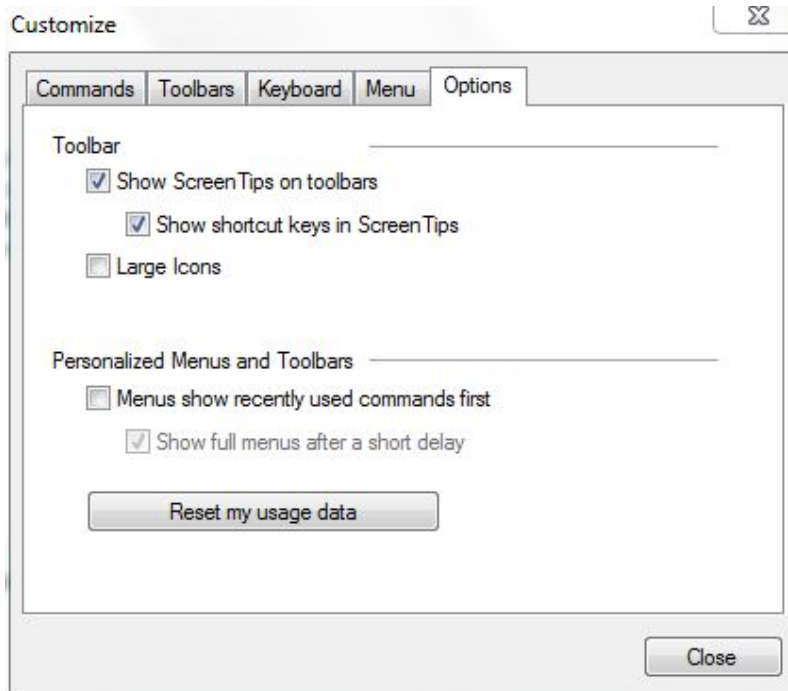 Customize
Commands Toolbars Keyboard Menu Options
Toolbar
Show ScreenTips on toolbars
Show shortcut keys in ScreenTips
Large Icons
Personalized Menus and Toolbars
Menus show recently used commands first
Show full menus after a short delay
Reset my usage data
Close